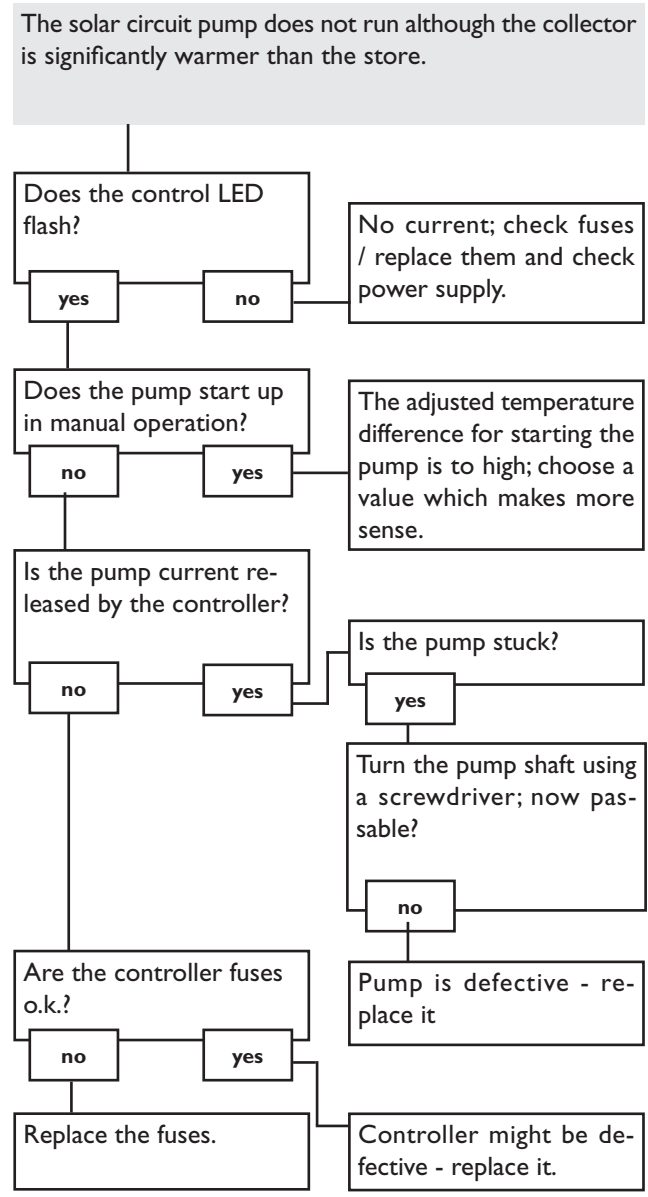 The solar circuit pump does not run although the collector
is significantly warmer than the store.
Does the control LED
flash?
yes
no
No current; check fuses
/ replace them and check
power supply.
Does the pump start up
in manual operation?
no
yes
The adjusted temperature
difference for starting the
pump is to high; choose a
value which makes more
sense.
Is the pump current re-
leased by the controller?
no
yes
Is the pump stuck?
yes
Turn the pump shaft using
a screwdriver; now pas-
sable?
no
Pump is defective - re-
place it
Are the controller fuses
o.k.?
no
yes
Replace the fuses.
Controller might be de-
fective - replace it.